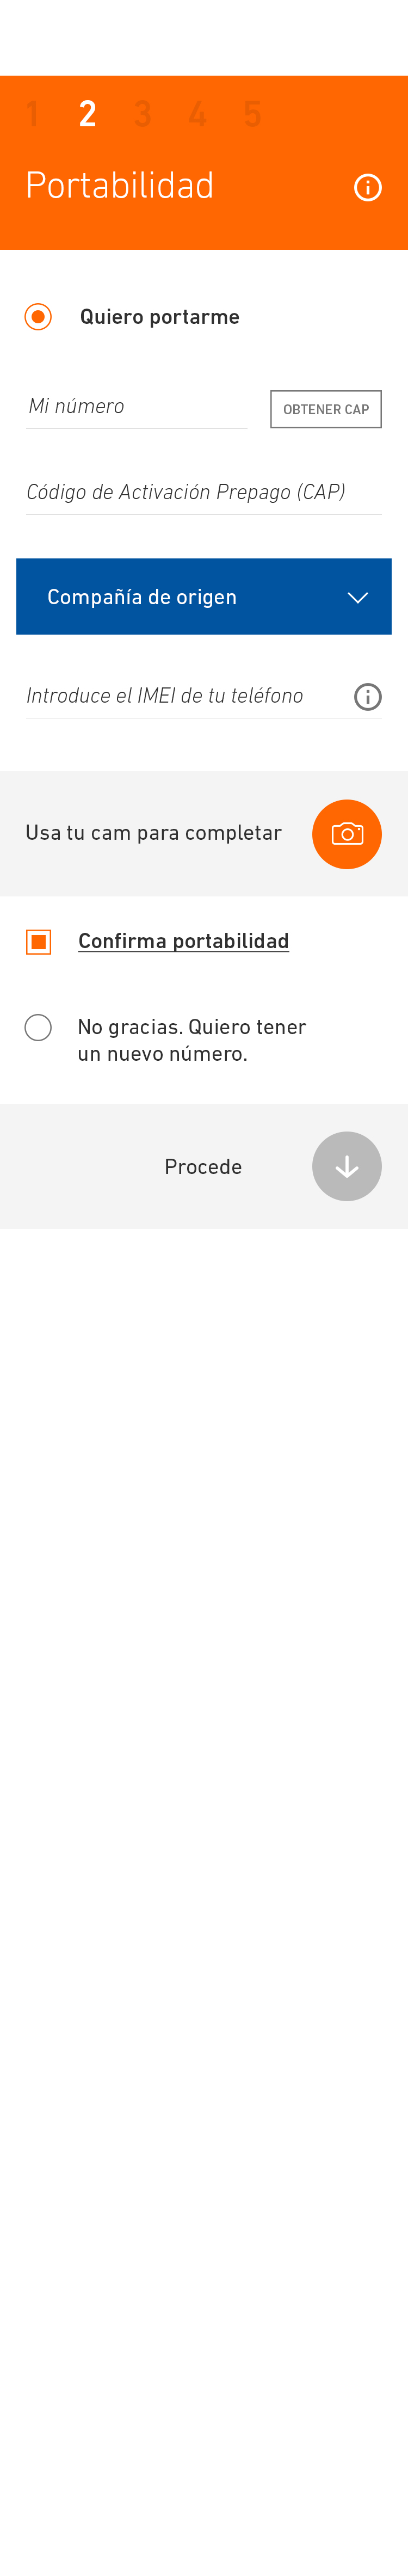 1 2 3 4 5
Portabilidad
Quiero portarme
Mi número
OBTENER CAP
Código de Activación Prepago (CAP)
Compañía de origen
Introduce el IMEI de tu teléfono
Usa tu cam para completar
Confirma portabilidad
No gracias. Quiero tener
un nuevo número.
Procede